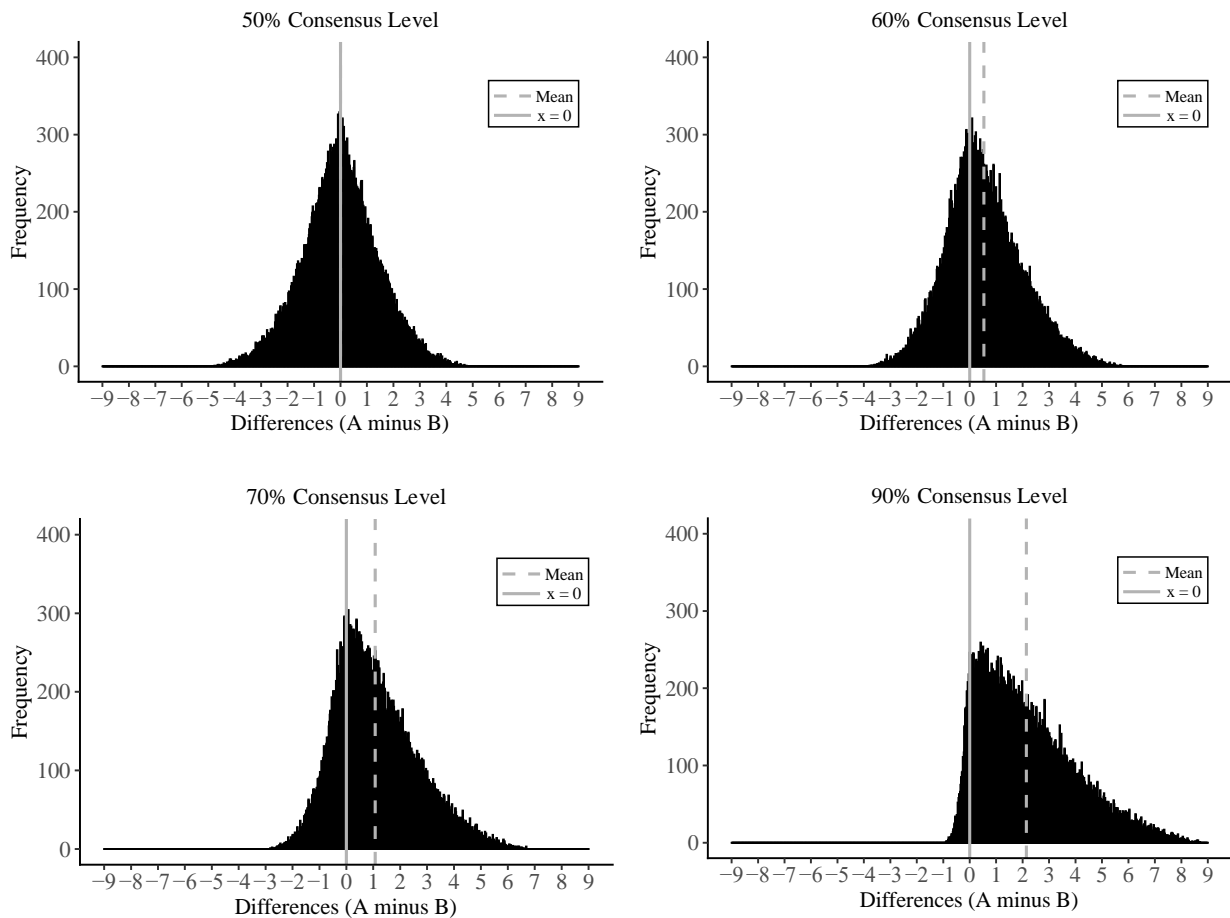 50% Consensus Level
400
300
200
100
0
Frequency
Mean
x = 0
−9 −8 −7 −6 −5 −4 −3 −2 −1 0 1 2 3 4 5 6 7 8 9
Differences (A minus B)
60% Consensus Level
400
300
200
100
0
Frequency
Mean
x = 0
−9 −8 −7 −6 −5 −4 −3 −2 −1 0 1 2 3 4 5 6 7 8 9
Differences (A minus B)
70% Consensus Level
400
300
200
100
0
Frequency
Mean
x = 0
−9 −8 −7 −6 −5 −4 −3 −2 −1 0 1 2 3 4 5 6 7 8 9
Differences (A minus B)
90% Consensus Level
400
300
200
100
0
Frequency
Mean
x = 0
−9 −8 −7 −6 −5 −4 −3 −2 −1 0 1 2 3 4 5 6 7 8 9
Differences (A minus B)